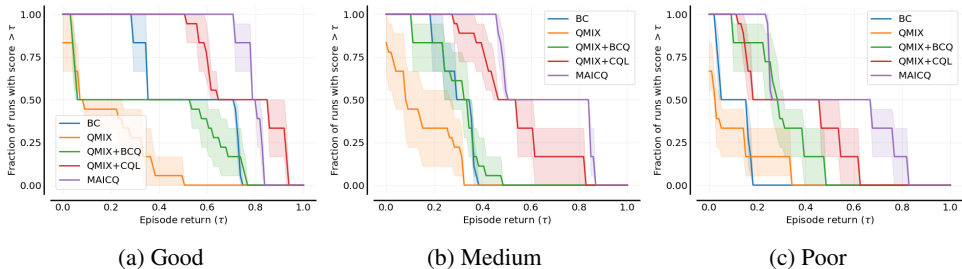 Fraction of runs with score > τ
1.00
0.75
0.50
0.25
0.00
BC
QMIX
QMIX+BCQ
QMIX+CQL
MAICQ
0.0 0.2 0.4 0.6 0.8 1.0
Episode return (τ)
(a) Good
Fraction of runs with score > τ
1.00
0.75
0.50
0.25
0.00
BC
QMIX
QMIX+BCQ
QMIX+CQL
MAICQ
0.0 0.2 0.4 0.6 0.8 1.0
Episode return (τ)
(b) Medium
Fraction of runs with score > τ
1.00
0.75
0.50
0.25
0.00
BC
QMIX
QMIX+BCQ
QMIX+CQL
MAICQ
0.0 0.2 0.4 0.6 0.8 1.0
Episode return (τ)
(c) Poor